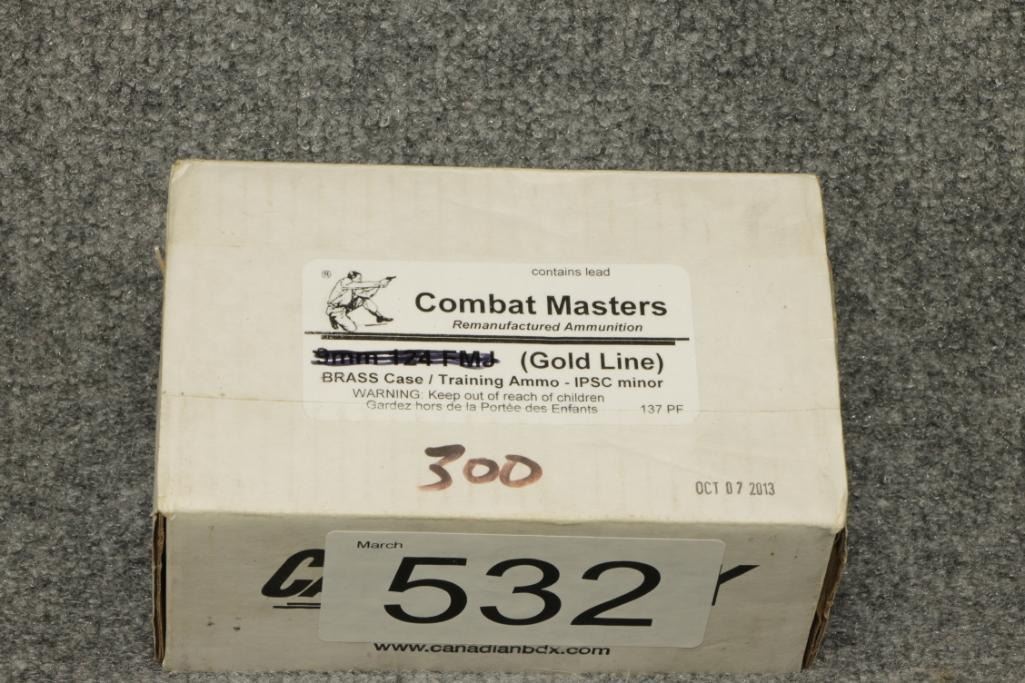 ®
contains lead
Combat Masters
Remanufactured Ammunition
9mm 124 FMJ (Gold Line)
BRASS Case / Training Ammo - IPSC minor
WARNING: Keep out of reach of children
Gardez hors de la Portée des Enfants 137 PF
300
OCT 07 2013
March
532
www.canadianbox.com